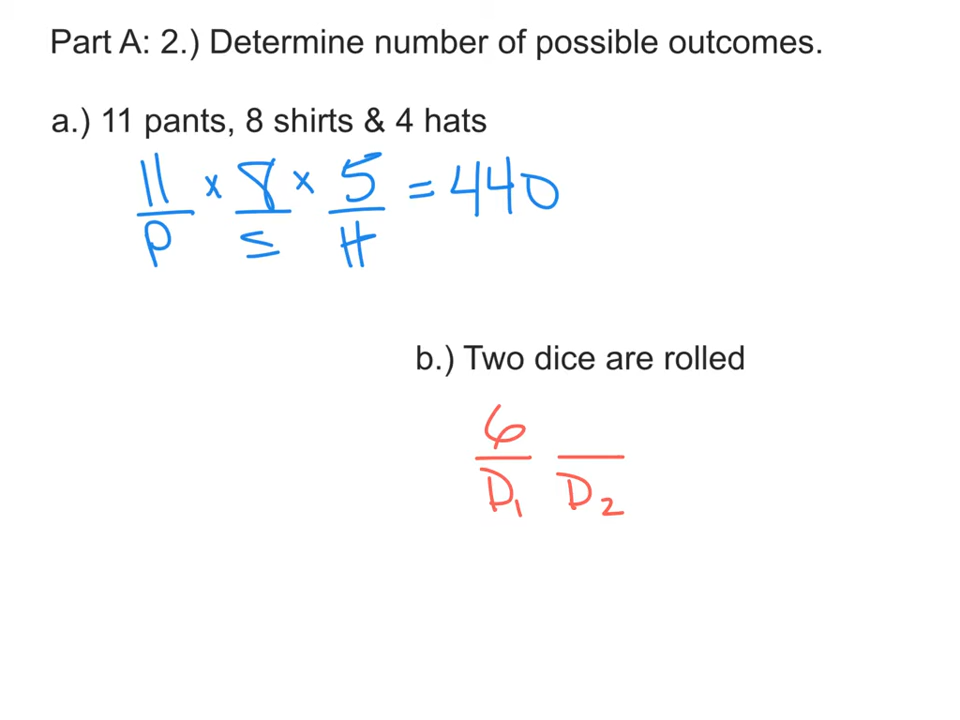 Part A: 2.) Determine number of possible outcomes.
a.) 11 pants, 8 shirts & 4 hats
11 × 8 × 5 = 440
P S H
b.) Two dice are rolled
6
D1 D2